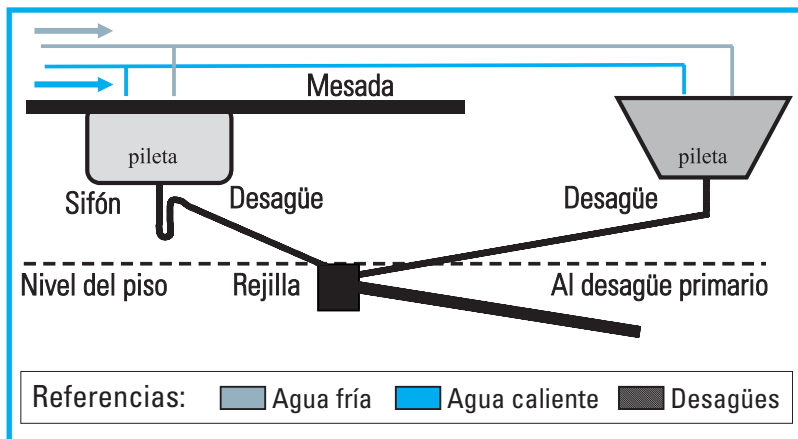 Mesada
pileta
pileta
Sifón
Desagüe
Desagüe
Nivel del piso
Rejilla
Al desagüe primario
Referencias: Agua fría Agua caliente Desagües